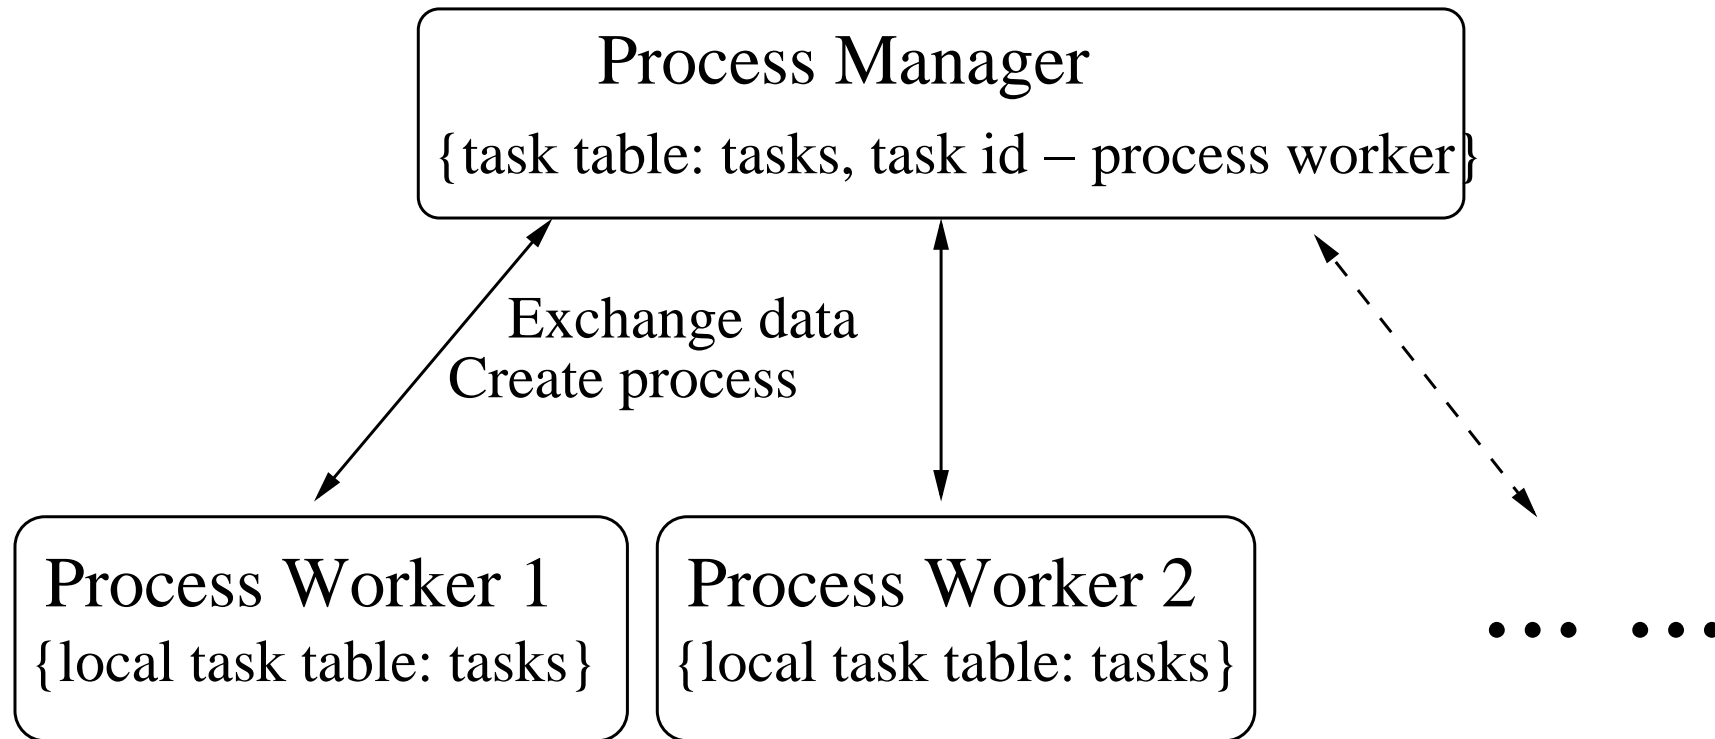 Process Manager
{task table: tasks, task id – process worker}
Exchange data
Create process
Process Worker 1
{local task table: tasks}
Process Worker 2
{local task table: tasks}
... ...